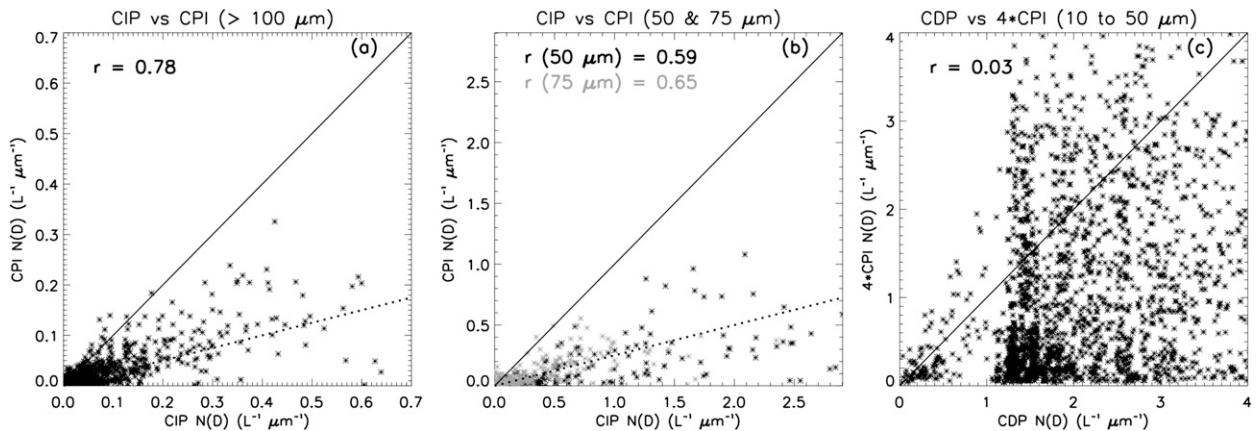 CIP vs CPI (> 100 μm)
0.7
0.6
0.5
0.4
0.3
0.2
0.1
0.0
CPI N(D) (L⁻¹ μm⁻¹)
(a)
r = 0.78
0.0 0.1 0.2 0.3 0.4 0.5 0.6 0.7
CIP N(D) (L⁻¹ μm⁻¹)
CIP vs CPI (50 & 75 μm)
2.5
2.0
1.5
1.0
0.5
0.0
CPI N(D) (L⁻¹ μm⁻¹)
(b)
r (50 μm) = 0.59
r (75 μm) = 0.65
0.0 0.5 1.0 1.5 2.0 2.5
CIP N(D) (L⁻¹ μm⁻¹)
CDP vs 4*CPI (10 to 50 μm)
4
3
2
1
0
4*CPI N(D) (L⁻¹ μm⁻¹)
(c)
r = 0.03
0 1 2 3 4
CDP N(D) (L⁻¹ μm⁻¹)